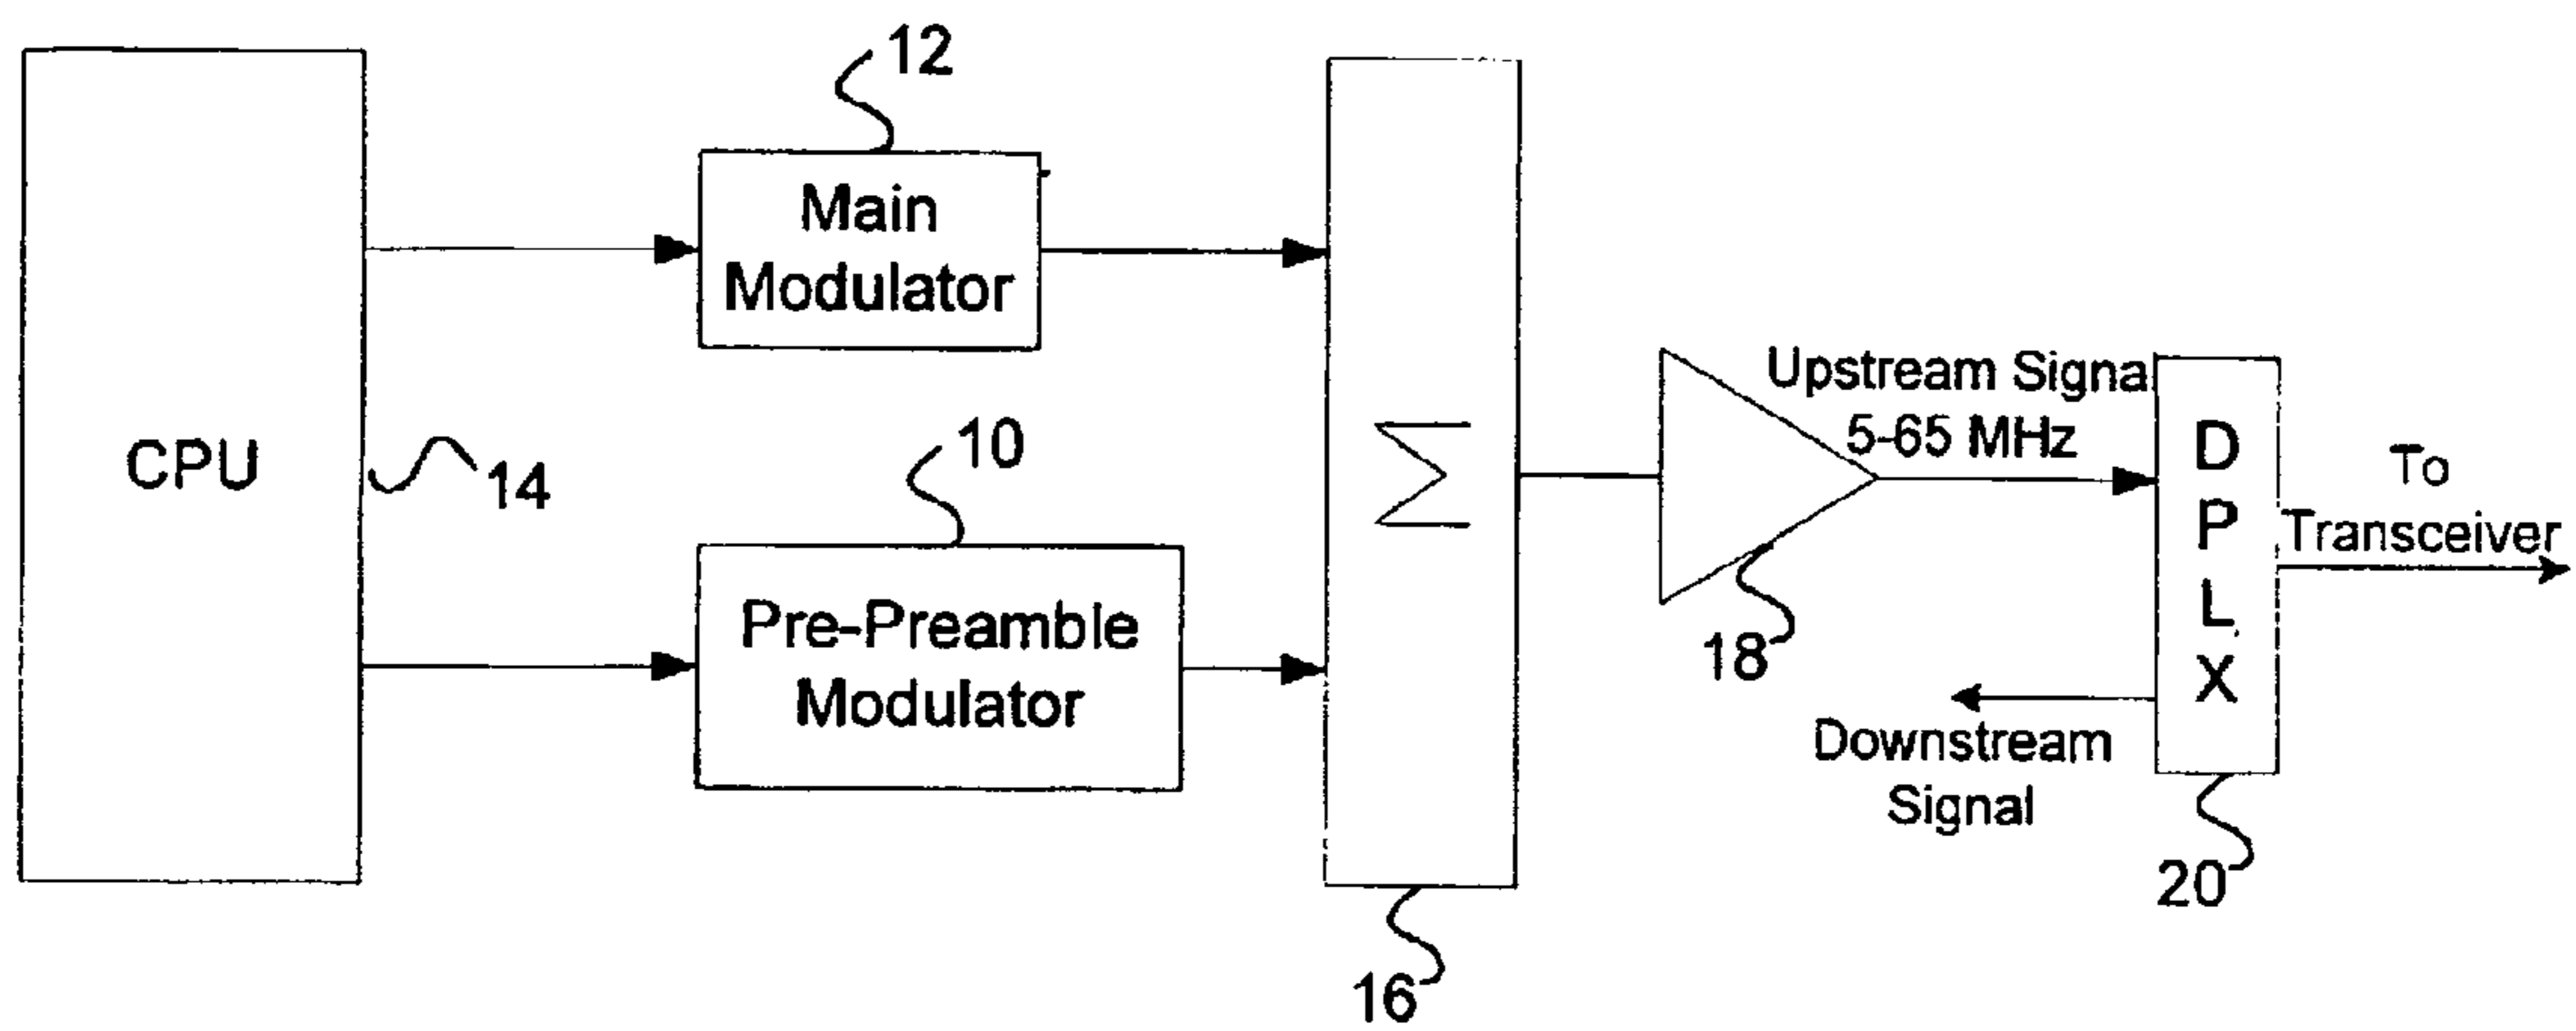 12
Main
Modulator
CPU
14
10
Pre-Preamble
Modulator
Σ
16
18
Upstream Signa
5-65 MHz
D
P
L
X
To
Transceiver
Downstream
Signal
20